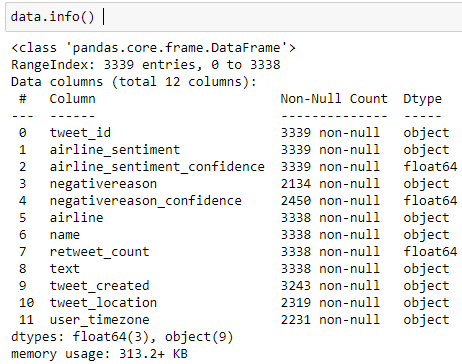 data.info()
<class 'pandas.core.frame.DataFrame'>
RangeIndex: 3339 entries, 0 to 3338
Data columns (total 12 columns):
 #   Column                        Non-Null Count  Dtype
---  ------                        --------------  -----
 0   tweet_id                      3339 non-null   object
 1   airline_sentiment             3339 non-null   object
 2   airline_sentiment_confidence  3339 non-null   float64
 3   negativereason                2134 non-null   object
 4   negativereason_confidence     2450 non-null   float64
 5   airline                       3338 non-null   object
 6   name                          3338 non-null   object
 7   retweet_count                 3338 non-null   float64
 8   text                          3338 non-null   object
 9   tweet_created                 3243 non-null   object
 10  tweet_location                2319 non-null   object
 11  user_timezone                 2231 non-null   object
dtypes: float64(3), object(9)
memory usage: 313.2+ KB